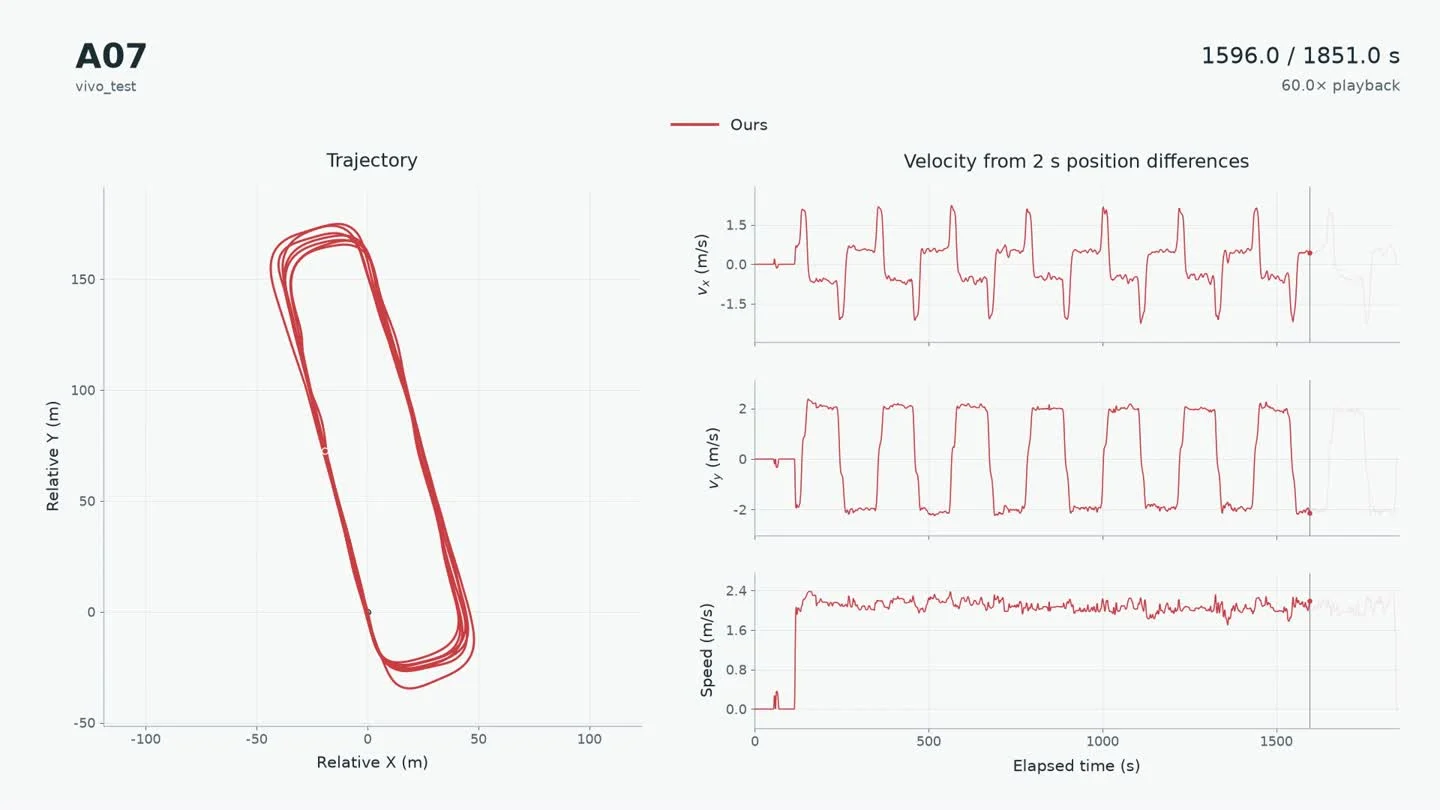 A07
vivo_test
1596.0 / 1851.0 s
60.0× playback
Ours
Trajectory
Relative Y (m)
150
100
50
0
-50
-100
-50
0
50
100
Relative X (m)
Velocity from 2 s position differences
vx (m/s)
1.5
0.0
-1.5
vy (m/s)
2
0
-2
Speed (m/s)
2.4
1.6
0.8
0.0
0
500
1000
1500
Elapsed time (s)